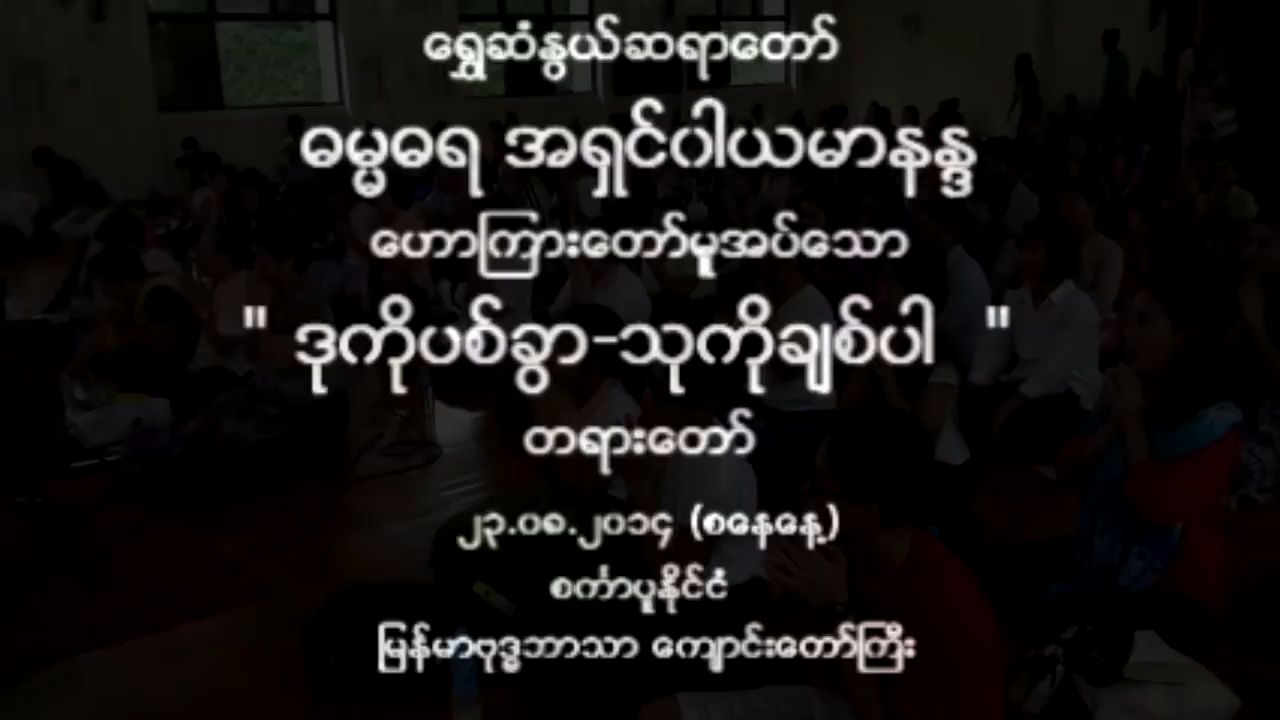 ရွှေဆံနွယ်ဆရာတော်
ဓမ္မဓရ အရှင်ဂါယမာနန္ဒ
ဟောကြားတော်မူအပ်သော
" ဒုကိုပစ်ခွာ-သုကိုချစ်ပါ "
တရားတော်
၂၃.၀၈.၂၀၁၄ (စနေနေ့)
စင်္ကာပူနိုင်ငံ
မြန်မာဗုဒ္ဓဘာသာ ကျောင်းတော်ကြီး